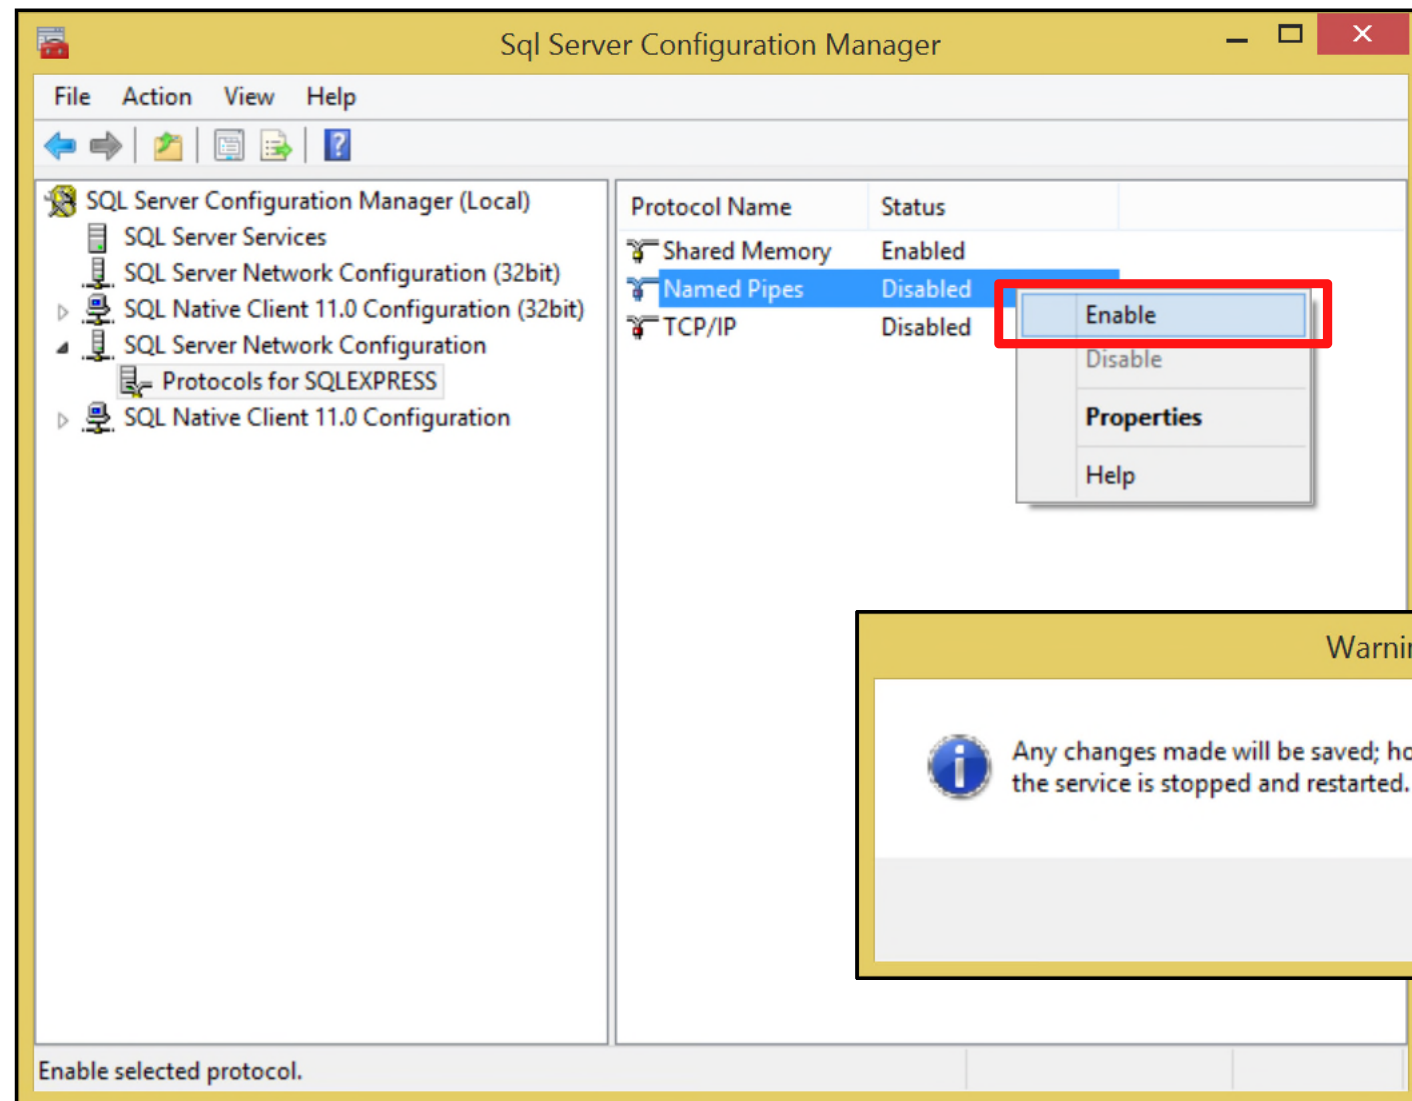 Sql Server Configuration Manager
File Action View Help
SQL Server Configuration Manager (Local)
SQL Server Services
SQL Server Network Configuration (32bit)
SQL Native Client 11.0 Configuration (32bit)
SQL Server Network Configuration
Protocols for SQLEXPRESS
SQL Native Client 11.0 Configuration
Protocol Name Status
Shared Memory Enabled
Named Pipes Disabled
TCP/IP Disabled
Enable
Disable
Properties
Help
Any changes made will be saved;
the service is stopped and restarted.
Enable selected protocol.